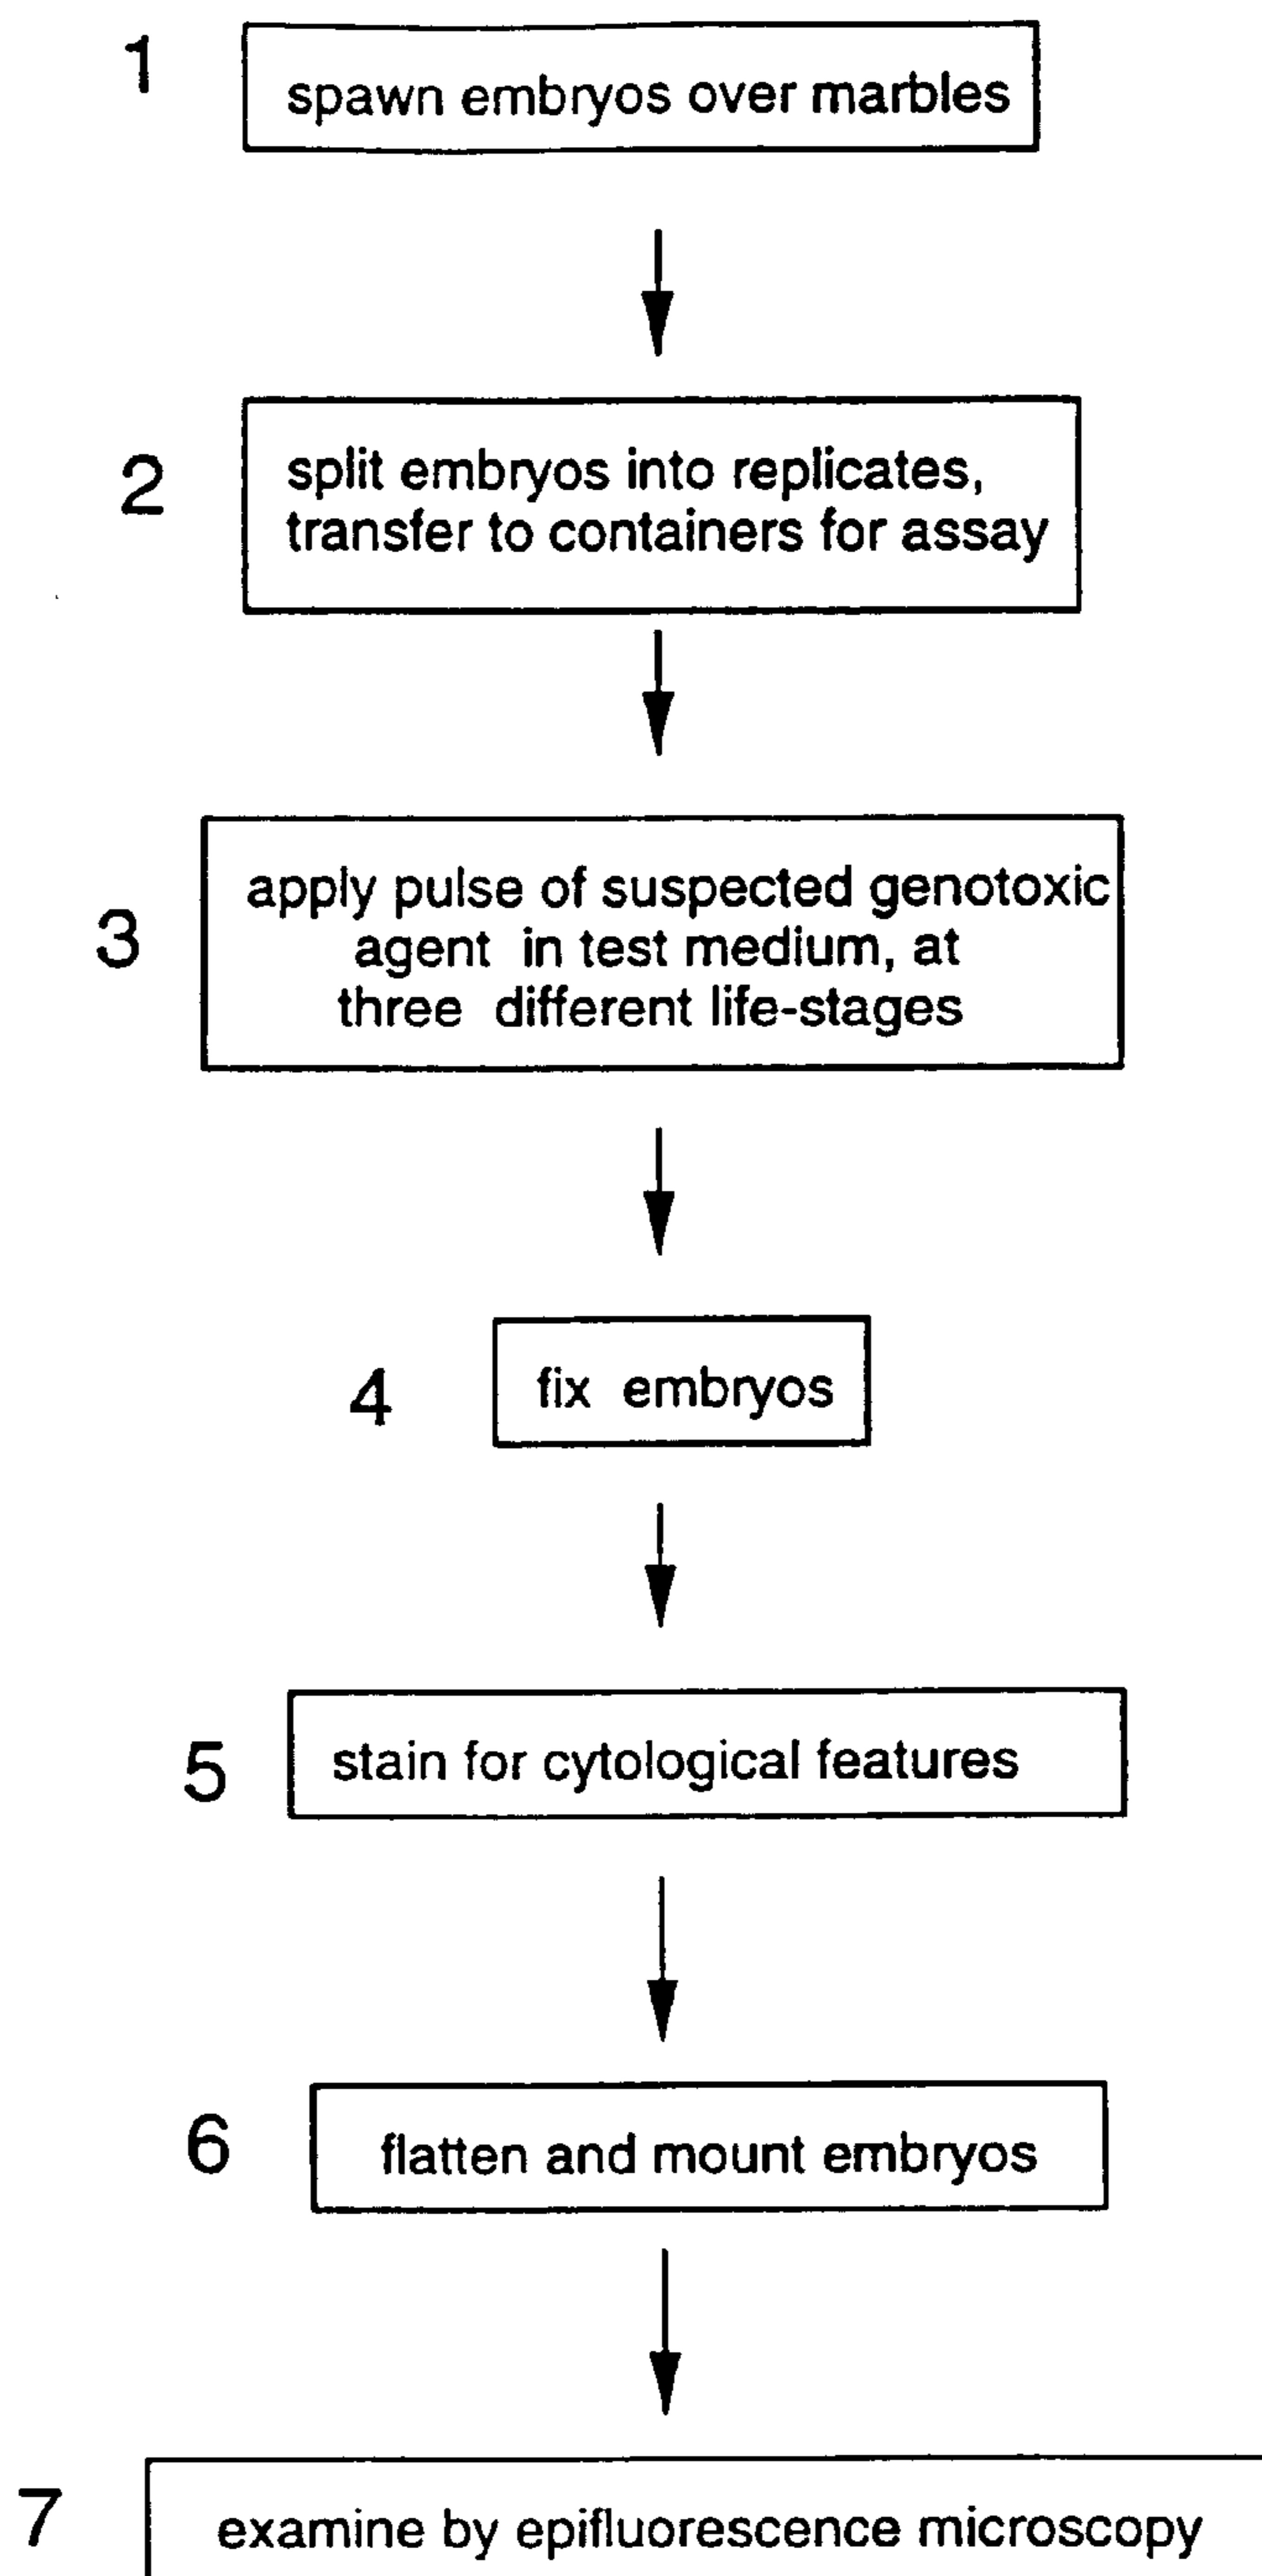 1
spawn embryos over marbles
2
split embryos into replicates,
transfer to containers for assay
3
apply pulse of suspected genotoxic
agent in test medium, at
three different life-stages
4
fix embryos
5
stain for cytological features
6
flatten and mount embryos
7
examine by epifluorescence microscopy